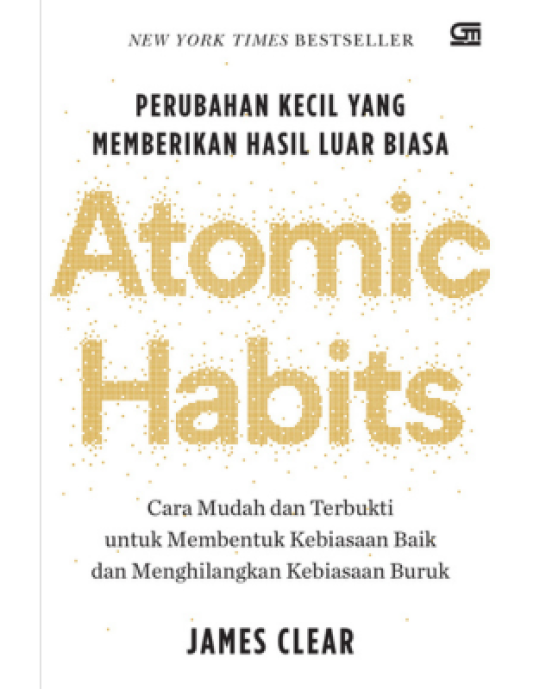 NEW YORK TIMES BESTSELLER
PERUBAHAN KECIL YANG
MEMBERIKAN HASIL LUAR BIASA
Atomic
Habits
Cara Mudah dan Terbukti
untuk Membentuk Kebiasaan Baik
dan Menghilangkan Kebiasaan Buruk
JAMES CLEAR